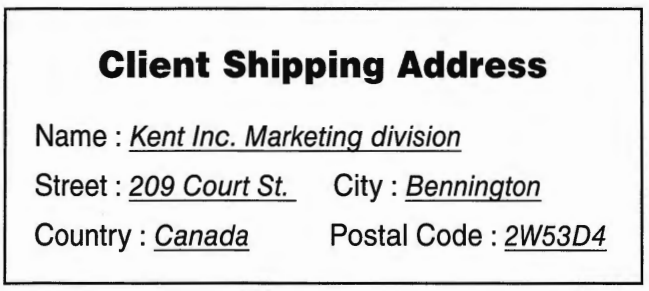 Client Shipping Address
Name : Kent Inc. Marketing division
Street : 209 Court St. City : Bennington
Country : Canada Postal Code : 2W53D4